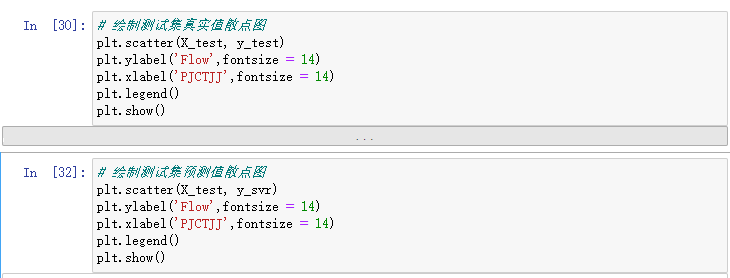 In [30]: # 绘制测试集真实值散点图
plt.scatter(X_test, y_test)
plt.ylabel('Flow',fontsize = 14)
plt.xlabel('PJCTJJ',fontsize = 14)
plt.legend()
plt.show()
...
In [32]: # 绘制测试集预测值散点图
plt.scatter(X_test, y_svr)
plt.ylabel('Flow',fontsize = 14)
plt.xlabel('PJCTJJ',fontsize = 14)
plt.legend()
plt.show()